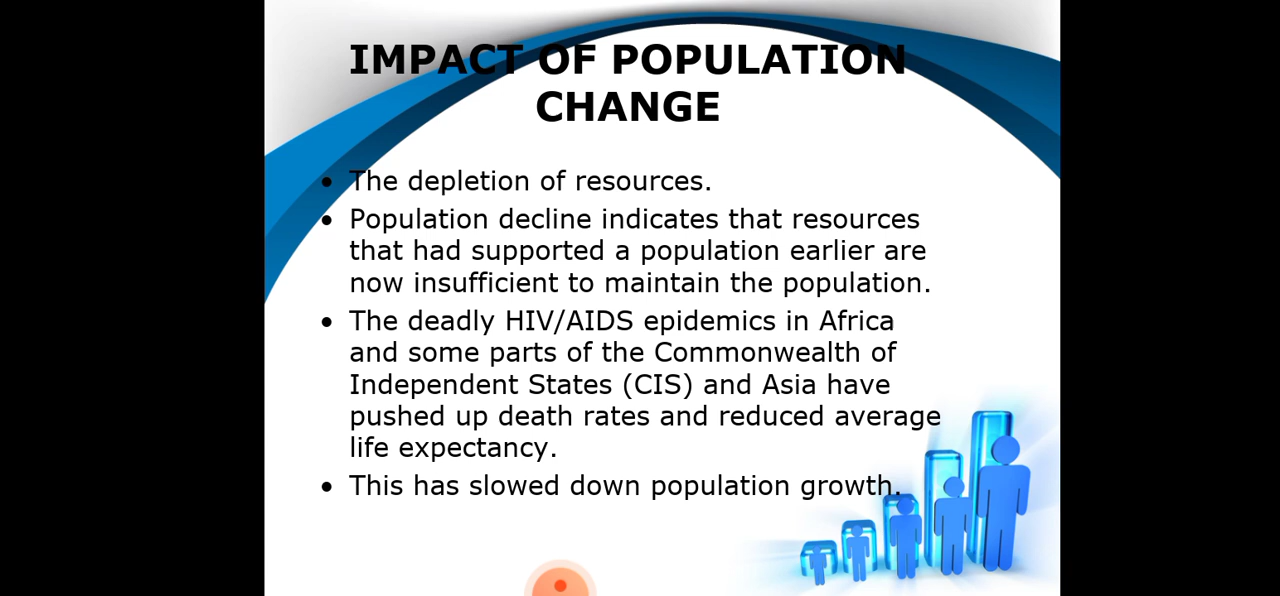 IMPACT OF POPULATION
CHANGE
• The depletion of resources.
• Population decline indicates that resources
that had supported a population earlier are
now insufficient to maintain the population.
• The deadly HIV/AIDS epidemics in Africa
and some parts of the Commonwealth of
Independent States (CIS) and Asia have
pushed up death rates and reduced average
life expectancy.
• This has slowed down population growth.